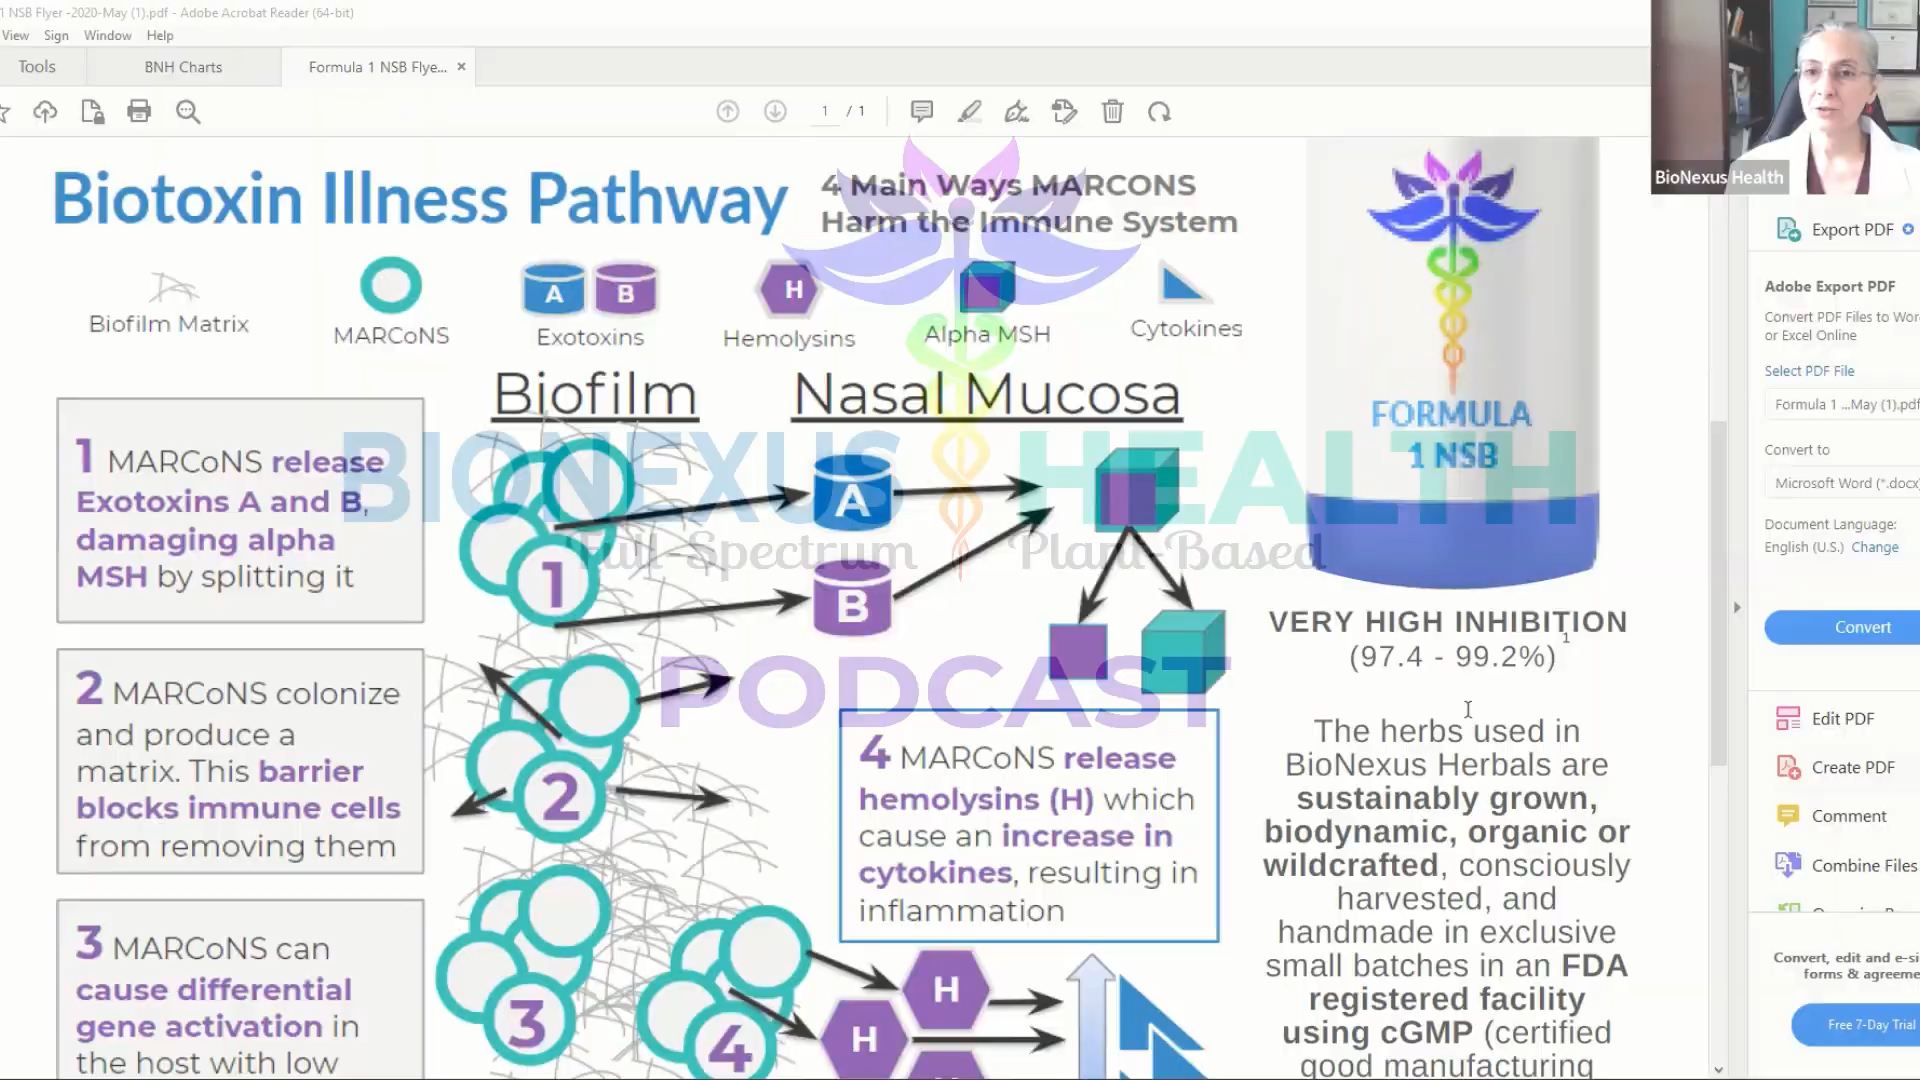 1 NSB Flyer -2020-May (1).pdf - Adobe Acrobat Reader (64-bit)
View Sign Window Help
Tools BNH Charts Formula 1 NSB Flye... ×
1 / 1
BioNexus Health
Biotoxin Illness Pathway
4 Main Ways MARCONS
Harm the Immune System
Biofilm Matrix
MARCoNS
A B
Exotoxins
H
Hemolysins
Alpha MSH
Cytokines
Biofilm
Nasal Mucosa
1 MARCoNS release
Exotoxins A and B,
damaging alpha
MSH by splitting it
1
A
B
2 MARCoNS colonize
and produce a
matrix. This barrier
blocks immune cells
from removing them
2
3 MARCoNS can
cause differential
gene activation in
the host with low
3
4 MARCoNS release
hemolysins (H) which
cause an increase in
cytokines, resulting in
inflammation
4
H
H
BIONEXUS HEALTH
Full-Spectrum Plant-Based
PODCAST
FORMULA
1 NSB
VERY HIGH INHIBITION
(97.4 - 99.2%) 1
The herbs used in
BioNexus Herbals are
sustainably grown,
biodynamic, organic or
wildcrafted, consciously
harvested, and
handmade in exclusive
small batches in an FDA
registered facility
using cGMP (certified
good manufacturing
Export PDF
Adobe Export PDF
Convert PDF Files to Wor
or Excel Online
Select PDF File
Formula 1 ...May (1).pdf
Convert to
Microsoft Word (*.docx)
Document Language:
English (U.S.) Change
Convert
Edit PDF
Create PDF
Comment
Combine Files
Convert, edit and e-si
forms & agreeme
Free 7-Day Trial